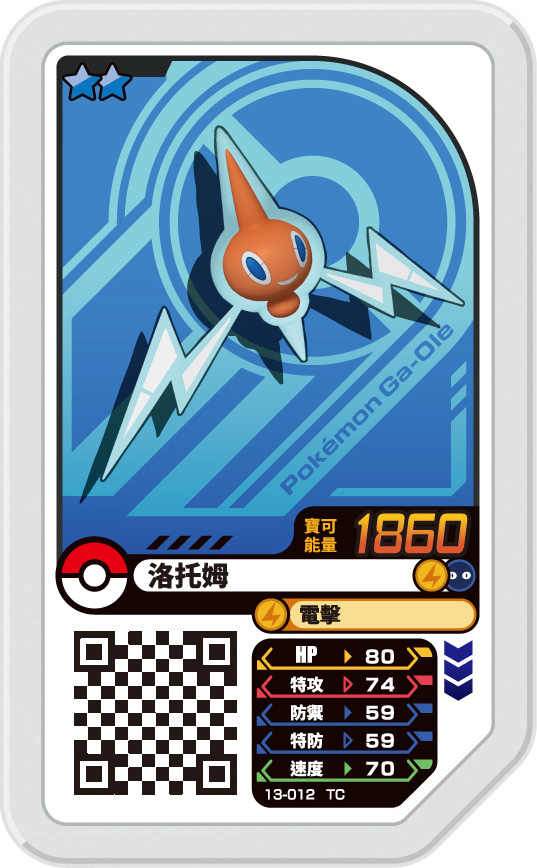 Pokémon Ga-Olé
寶可
能量 1860
洛托姆
電擊
HP 80
特攻 74
防禦 59
特防 59
速度 70
13-012 TC